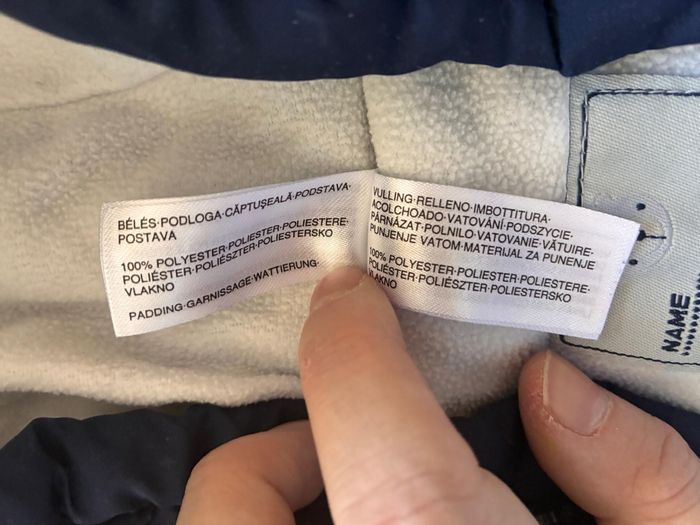 BÉLÉS·PODLOGA·CĂPTUŞEALĂ·PODSTAVA·
POSTAVA
100% POLYESTER·POLIESTER·POLIESTERE·
POLIÉSTER·POLIÉSZTER·POLIESTERSKO
VLAKNO
PADDING·GARNISSAGE·WATTIERUNG·
VULLING·RELLENO·IMBOTTITURA·
ACOLCHOADO·VATOVÁNÍ·PODSZYCIE·
PÁRNÁZAT·POLNILO·VATOVANIE·VĂTUIRE·
PUNJENJE VATOM·MATERIJAL ZA PUNENJE
100% POLYESTER·POLIESTER·POLIESTERE·
POLIÉSTER·POLIÉSZTER·POLIESTERSKO
VLAKNO
NAME